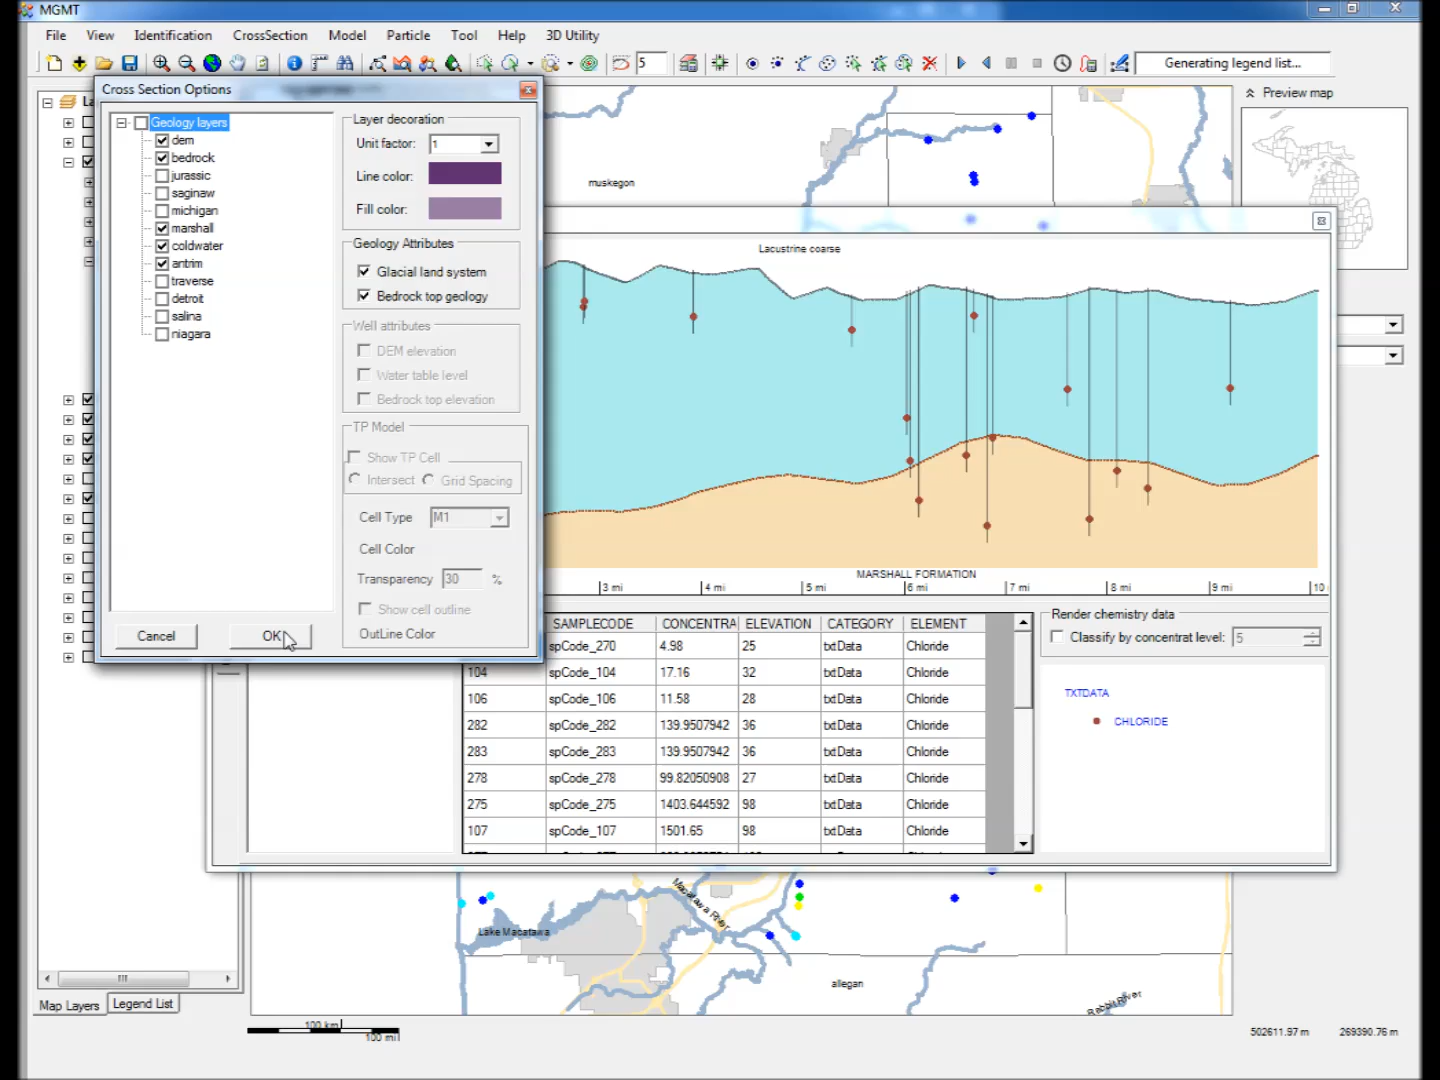 MGMT
File View Identification CrossSection Model Particle Tool Help 3D Utility
5 Generating legend list...
Cross Section Options
Geology layers
dem
bedrock
jurassic
saginaw
michigan
marshall
coldwater
antrim
traverse
detroit
salina
niagara
Cancel
OK
Layer decoration
Unit factor: 1
Line color:
Fill color:
Geology Attributes
Glacial land system
Bedrock top geology
Well attributes
DEM elevation
Water table level
Bedrock top elevation
TP Model
Show TP Cell
Intersect Grid Spacing
Cell Type M1
Cell Color
Transparency 30 %
Show cell outline
OutLine Color
muskegon
Preview map
Lacustrine coarse
MARSHALL FORMATION
3 mi 4 mi 5 mi 6 mi 7 mi 8 mi 9 mi 10
SAMPLECODE CONCENTRA ELEVATION CATEGORY ELEMENT
spCode_270 4.98 25 txtData Chloride
104 spCode_104 17.16 32 txtData Chloride
106 spCode_106 11.58 28 txtData Chloride
282 spCode_282 139.9507942 36 txtData Chloride
283 spCode_283 139.9507942 36 txtData Chloride
278 spCode_278 99.82050908 27 txtData Chloride
275 spCode_275 1403.644592 98 txtData Chloride
107 spCode_107 1501.65 98 txtData Chloride
Render chemistry data
Classify by concentrat level: 5
TXTDATA
CHLORIDE
Macatawa River
Lake Macatawa
allegan
Rabbit River
Map Layers Legend List
100 km
100 mi
502611.97 m 269390.76 m